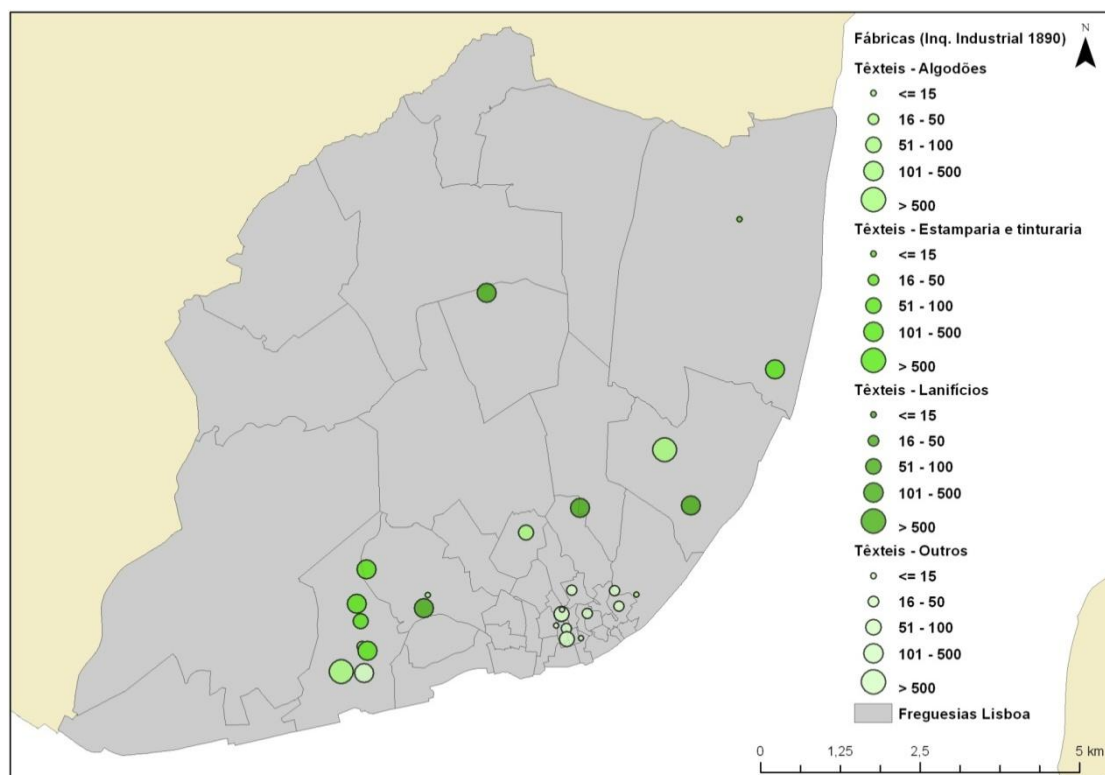 Fábricas (Inq. Industrial 1890)
N
Têxteis - Algodões
<= 15
16 - 50
51 - 100
101 - 500
> 500
Têxteis - Estamparia e tinturaria
<= 15
16 - 50
51 - 100
101 - 500
> 500
Têxteis - Lanifícios
<= 15
16 - 50
51 - 100
101 - 500
> 500
Têxteis - Outros
<= 15
16 - 50
51 - 100
101 - 500
> 500
Freguesias Lisboa
0 1,25 2,5 5 km